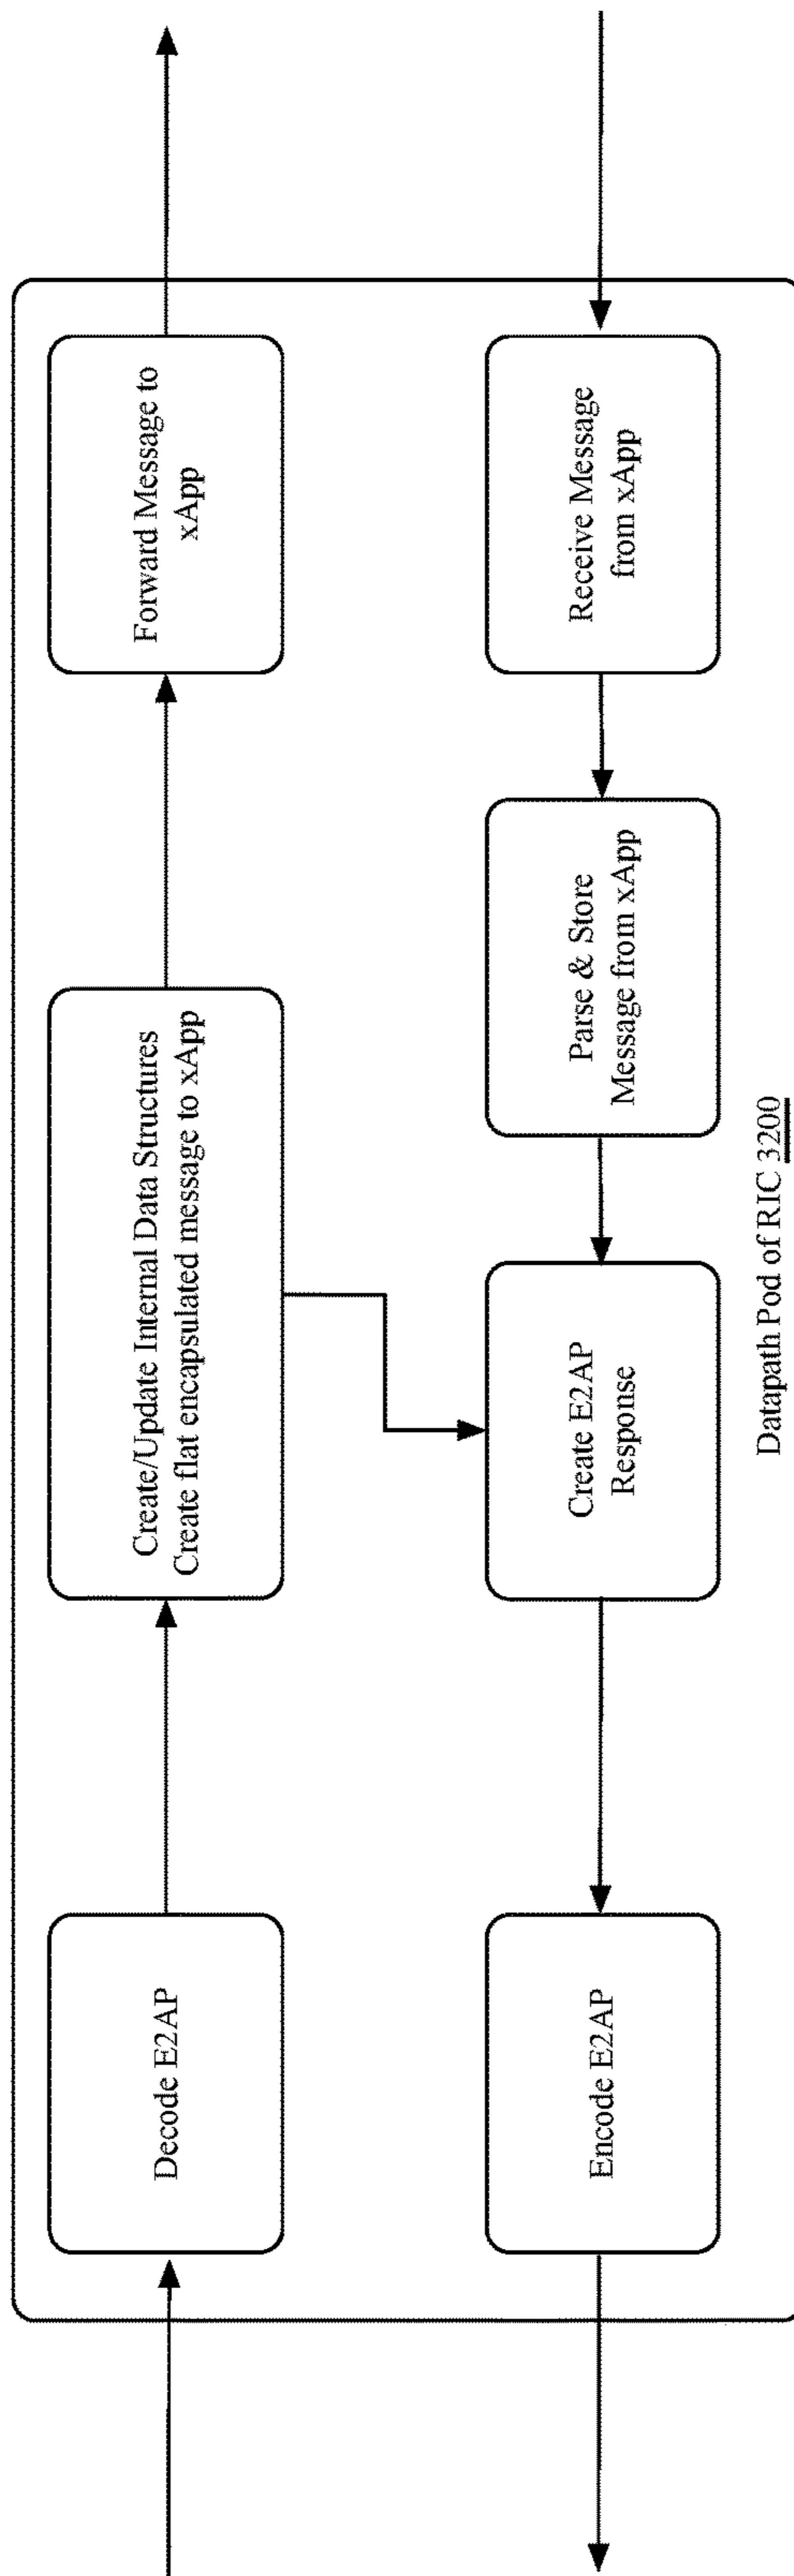 Decode E2AP
Create/Update Internal Data Structures
Create flat encapsulated message to xApp
Forward Message to
xApp
Encode E2AP
Create E2AP
Response
Parse & Store
Message from xApp
Receive Message
from xApp
Datapath Pod of RIC 3200